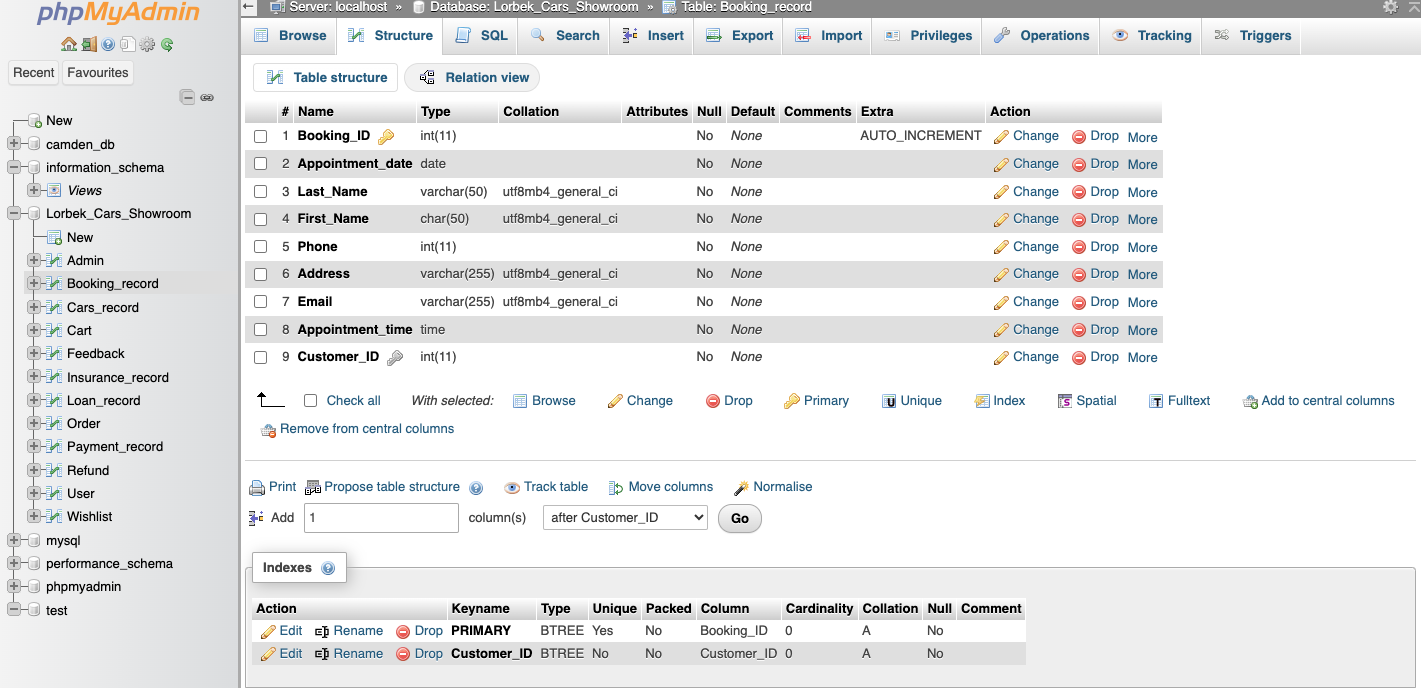 phpMyAdmin
Recent Favourites
New
camden_db
information_schema
Views
Lorbek_Cars_Showroom
New
Admin
Booking_record
Cars_record
Cart
Feedback
Insurance_record
Loan_record
Order
Payment_record
Refund
User
Wishlist
mysql
performance_schema
phpmyadmin
test
Server: localhost » Database: Lorbek_Cars_Showroom » Table: Booking_record
Browse Structure SQL Search Insert Export Import Privileges Operations Tracking Triggers
Table structure Relation view
# Name Type Collation Attributes Null Default Comments Extra Action
1 Booking_ID int(11) No None AUTO_INCREMENT Change Drop More
2 Appointment_date date No None Change Drop More
3 Last_Name varchar(50) utf8mb4_general_ci No None Change Drop More
4 First_Name char(50) utf8mb4_general_ci No None Change Drop More
5 Phone int(11) No None Change Drop More
6 Address varchar(255) utf8mb4_general_ci No None Change Drop More
7 Email varchar(255) utf8mb4_general_ci No None Change Drop More
8 Appointment_time time No None Change Drop More
9 Customer_ID int(11) No None Change Drop More
Check all With selected: Browse Change Drop Primary Unique Index Spatial Fulltext Add to central columns
Remove from central columns
Print Propose table structure Track table Move columns Normalise
Add 1 column(s) after Customer_ID Go
Indexes
Action Keyname Type Unique Packed Column Cardinality Collation Null Comment
Edit Rename Drop PRIMARY BTREE Yes No Booking_ID 0 A No
Edit Rename Drop Customer_ID BTREE No No Customer_ID 0 A No